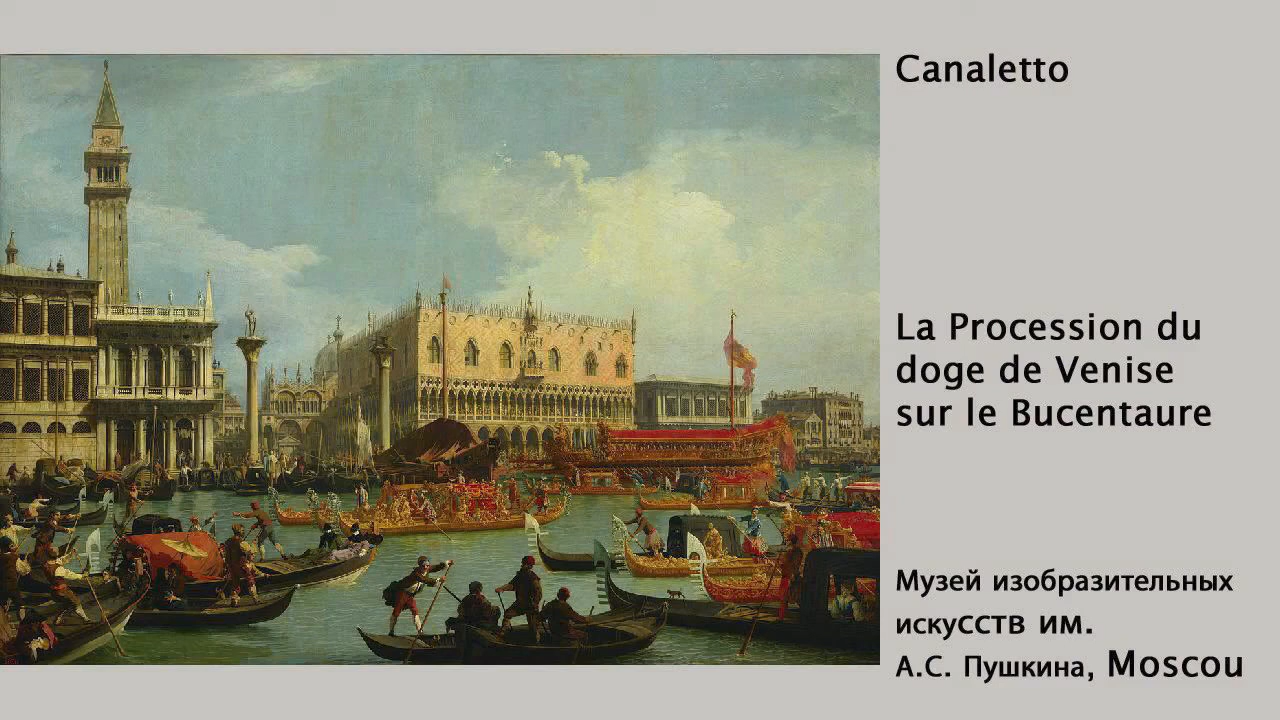 Canaletto
La Procession du
doge de Venise
sur le Bucentaure
Музей изобразительных
искусств им.
А.С. Пушкина, Moscou